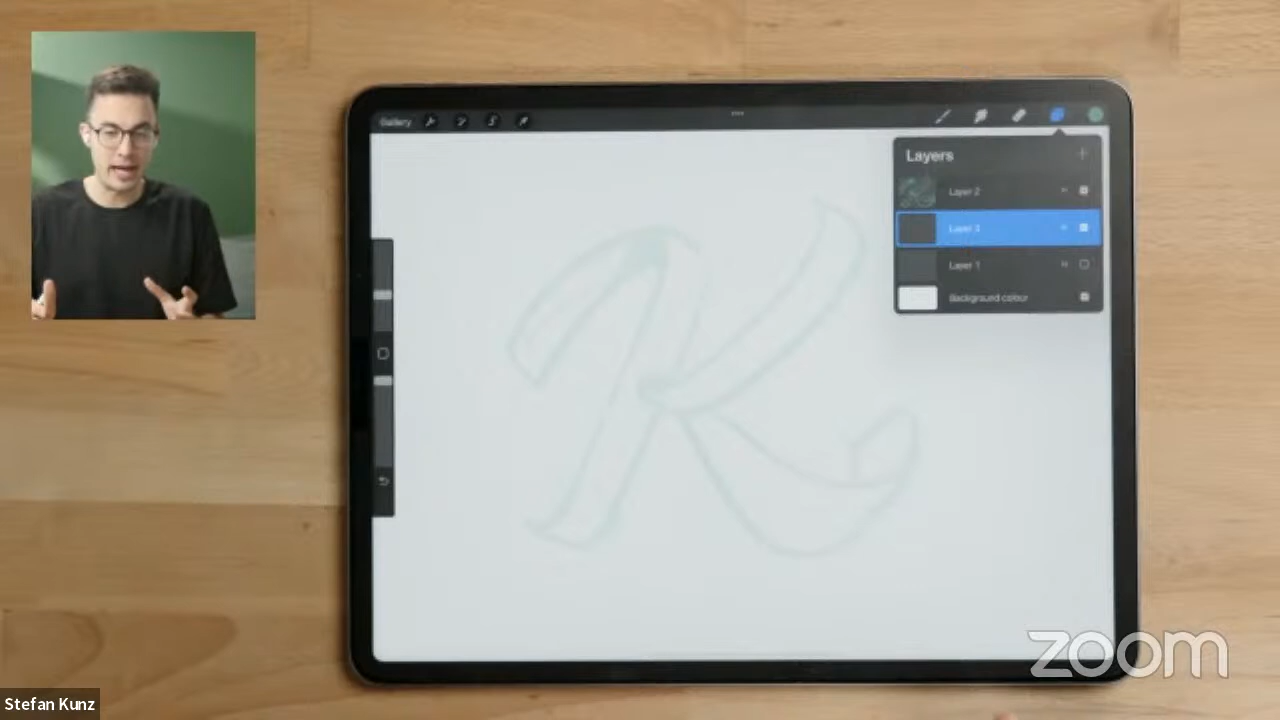 Gallery
Layers
Layer 2
Layer 3
Layer 1
Background colour
K
zoom
Stefan Kunz